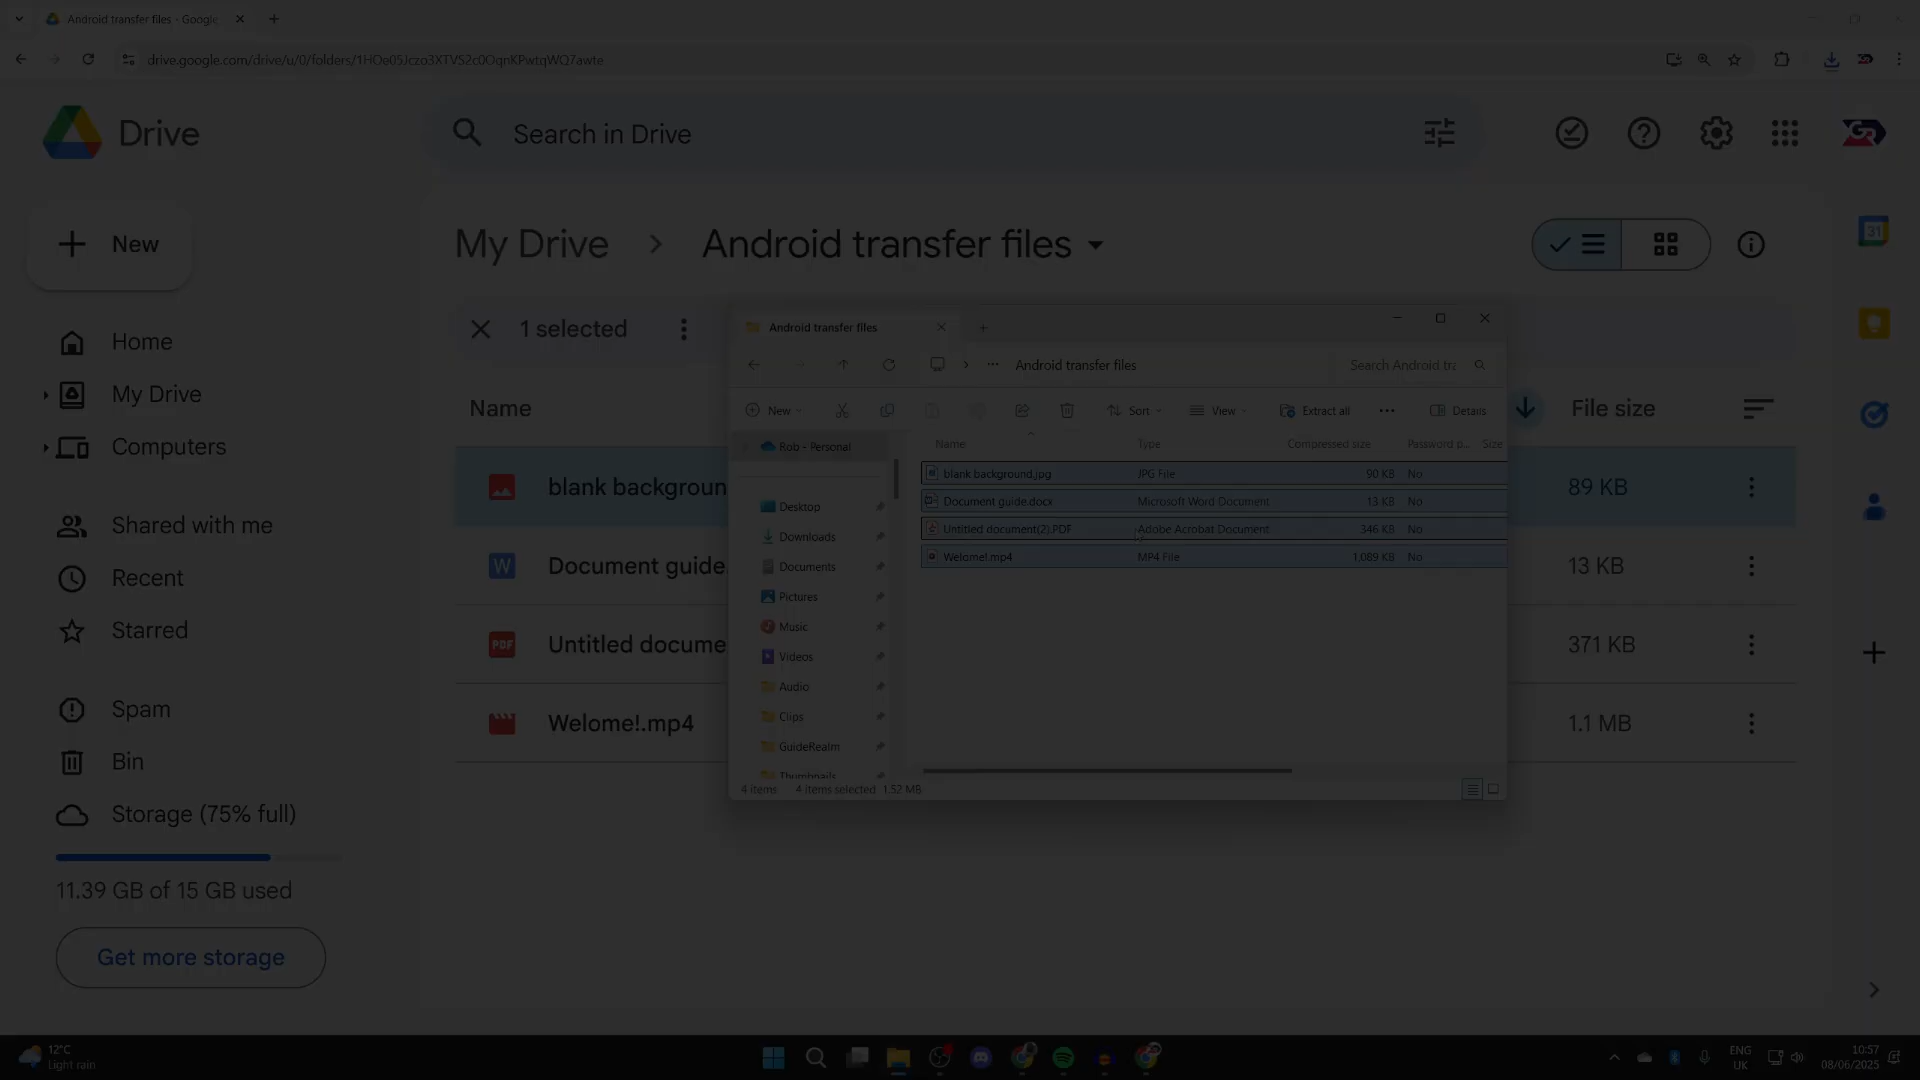 Android transfer files - Google
drive.google.com/drive/u/0/folders/1HOe05Jczo3XTVS2c0OqnKPwtqWQ7awte
Drive
Search in Drive
New
My Drive
Android transfer files
1 selected
Name
File size
blank backgroun
89 KB
Document guide.
13 KB
Untitled docume
371 KB
Welome!.mp4
1.1 MB
Home
My Drive
Computers
Shared with me
Recent
Starred
Spam
Bin
Storage (75% full)
11.39 GB of 15 GB used
Get more storage
31
Android transfer files
Android transfer files
Search Android tra
New
Sort
View
Extract all
Details
Name
Type
Compressed size
Password p...
Size
blank background.jpg
JPG File
90 KB
No
Document guide.docx
Microsoft Word Document
13 KB
No
Untitled document(2).PDF
Adobe Acrobat Document
346 KB
No
Welome!.mp4
MP4 File
1,089 KB
No
Rob - Personal
Desktop
Downloads
Documents
Pictures
Music
Videos
Audio
Clips
GuideRealm
Thumbnails
4 items
4 items selected
1.52 MB
12°C
Light rain
ENG
UK
10:57
08/06/2025